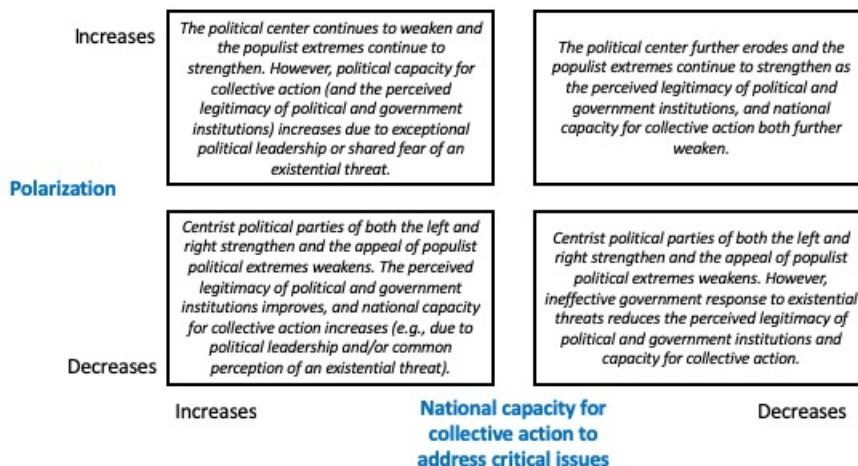 Increases
The political center continues to weaken and
the populist extremes continue to
strengthen. However, political capacity for
collective action (and the perceived
legitimacy of political and government
institutions) increases due to exceptional
political leadership or shared fear of an
existential threat.
The political center further erodes and the
populist extremes continue to strengthen as
the perceived legitimacy of political and
government institutions, and national
capacity for collective action both further
weaken.
Polarization
Centrist political parties of both the left and
right strengthen and the appeal of populist
political extremes weakens. The perceived
legitimacy of political and government
institutions improves, and national capacity
for collective action increases (e.g., due to
political leadership and/or common
perception of an existential threat).
Centrist political parties of both the left and
right strengthen and the appeal of populist
political extremes weakens. However,
ineffective government response to existential
threats reduces the perceived legitimacy of
political and government institutions and
capacity for collective action.
Decreases
Increases
National capacity for
collective action to
address critical issues
Decreases